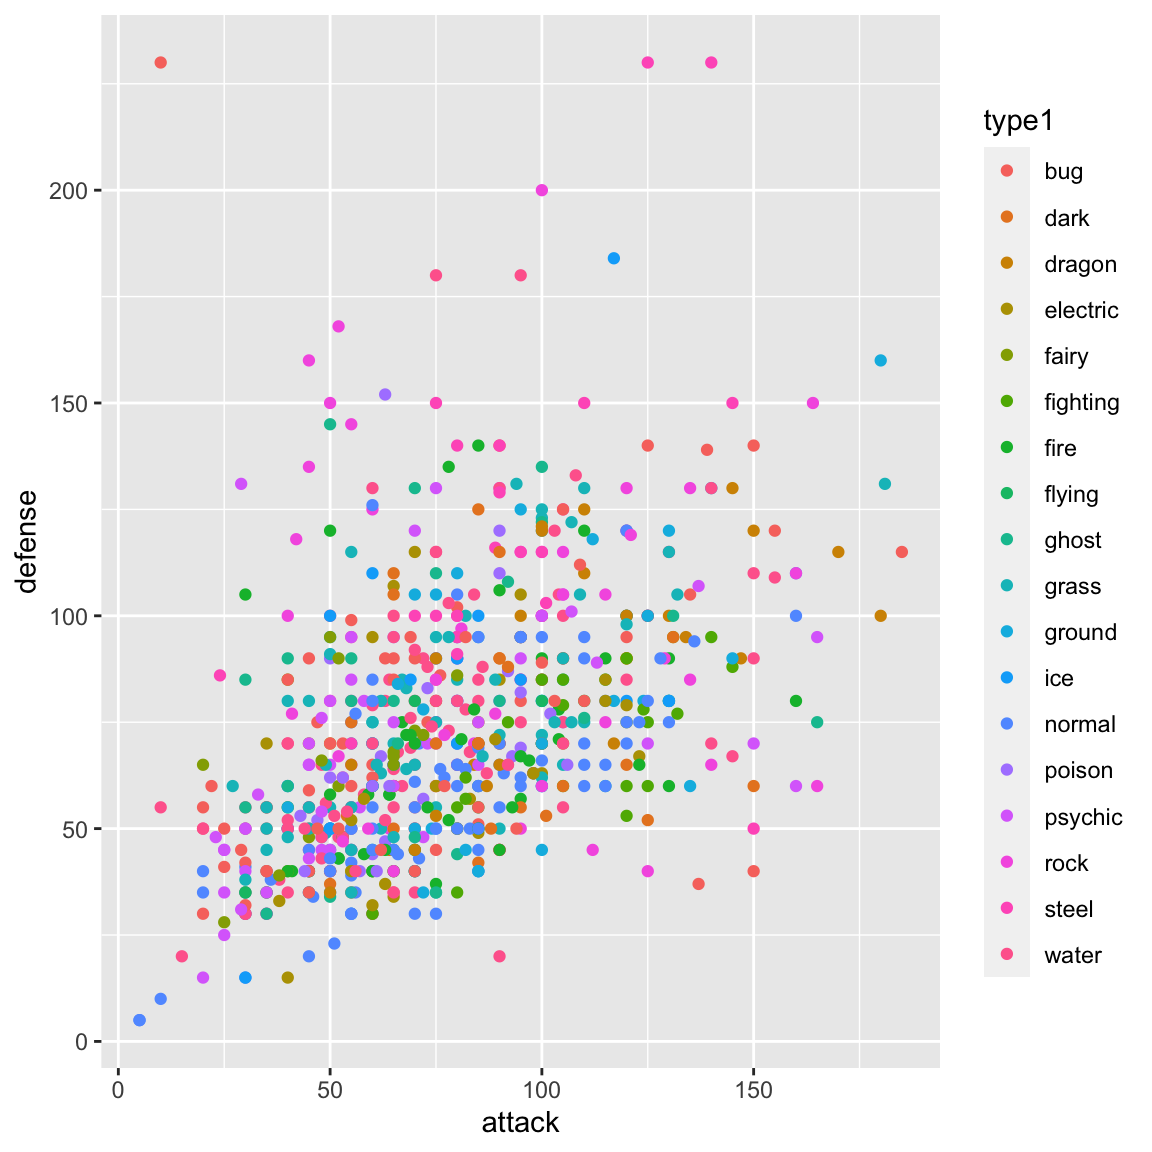 200
150
100
50
0
defense
0 50 100 150
attack
type1
bug
dark
dragon
electric
fairy
fighting
fire
flying
ghost
grass
ground
ice
normal
poison
psychic
rock
steel
water